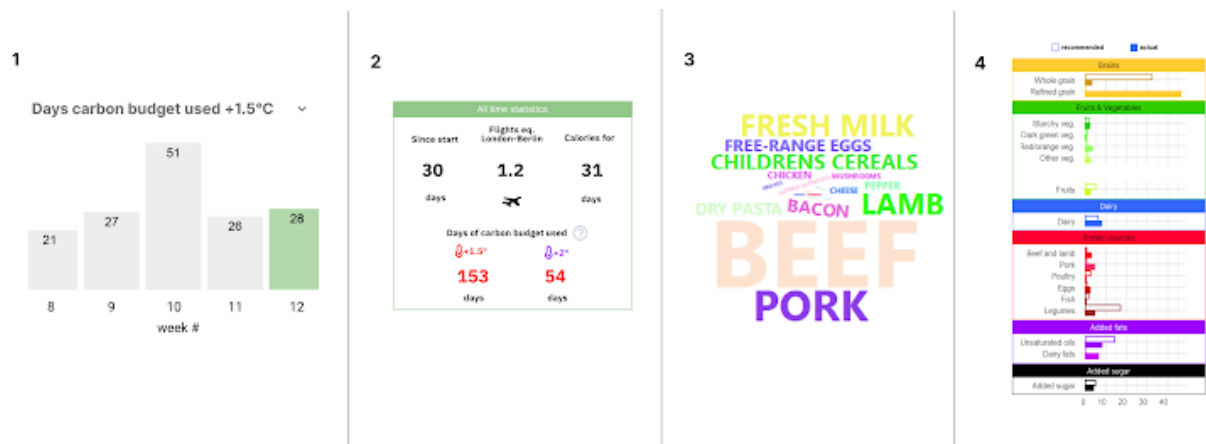 1
Days carbon budget used +1.5°C
51
21
27
26
28
8 9 10 11 12
week #
2
All time statistics
Since start
Flights eq. London-Berlin
Calories for
30
1.2
31
days
days
Days of carbon budget used ?
+1.5°
+2°
153
54
days
days
3
FRESH MILK
FREE-RANGE EGGS
CHILDRENS CEREALS
CHICKEN
MUSHROOMS
CHEESE
PEPPER
DRY PASTA
BACON
LAMB
BEEF
PORK
4
recommended
actual
Grains
Whole grain
Refined grain
Fruits & Vegetables
Starchy veg.
Dark green veg.
Red/orange veg.
Other veg.
Fruits
Dairy
Dairy
Protein sources
Beef and lamb
Pork
Poultry
Eggs
Fish
Legumes
Added fats
Unsaturated oils
Dairy fats
Added sugar
Added sugar
0 10 20 30 40